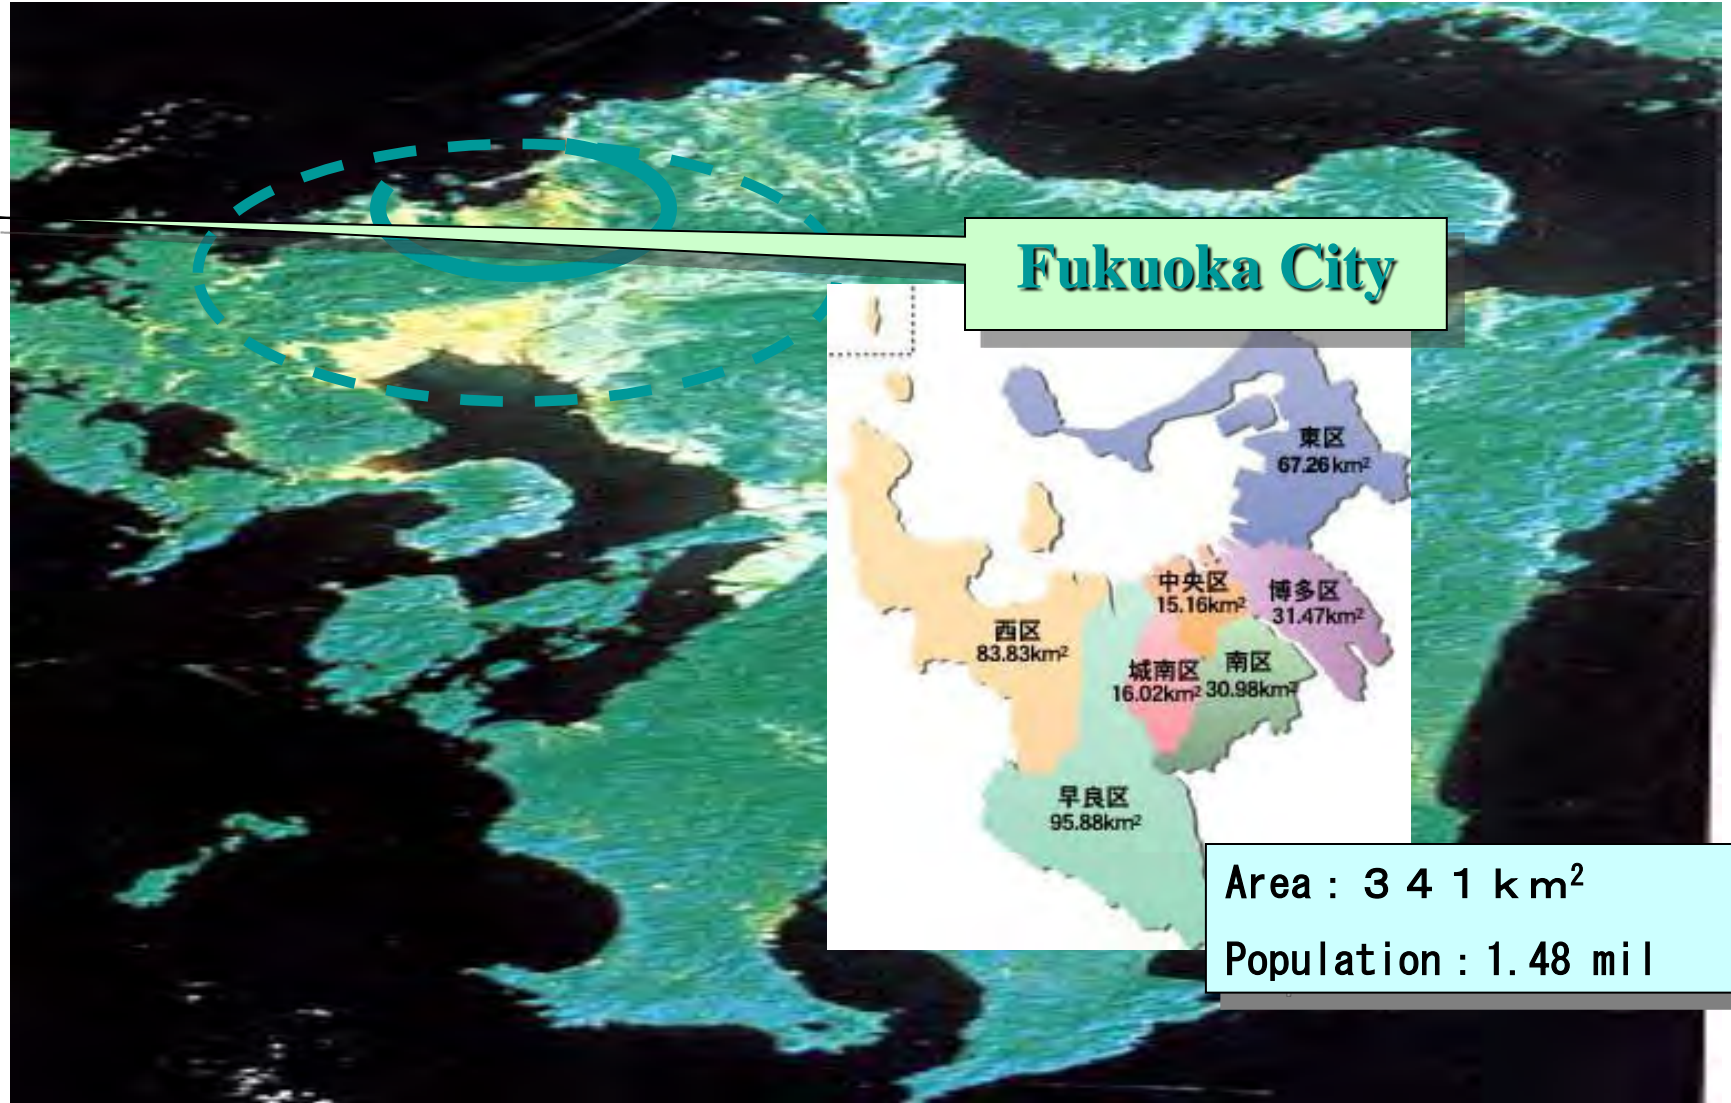 Fukuoka City
東区
67.26km²
中央区
15.16km²
博多区
31.47km²
西区
83.83km²
城南区
16.02km²
南区
30.98km²
早良区
95.88km²
Area：３４１ｋｍ²
Population：1.48 mil